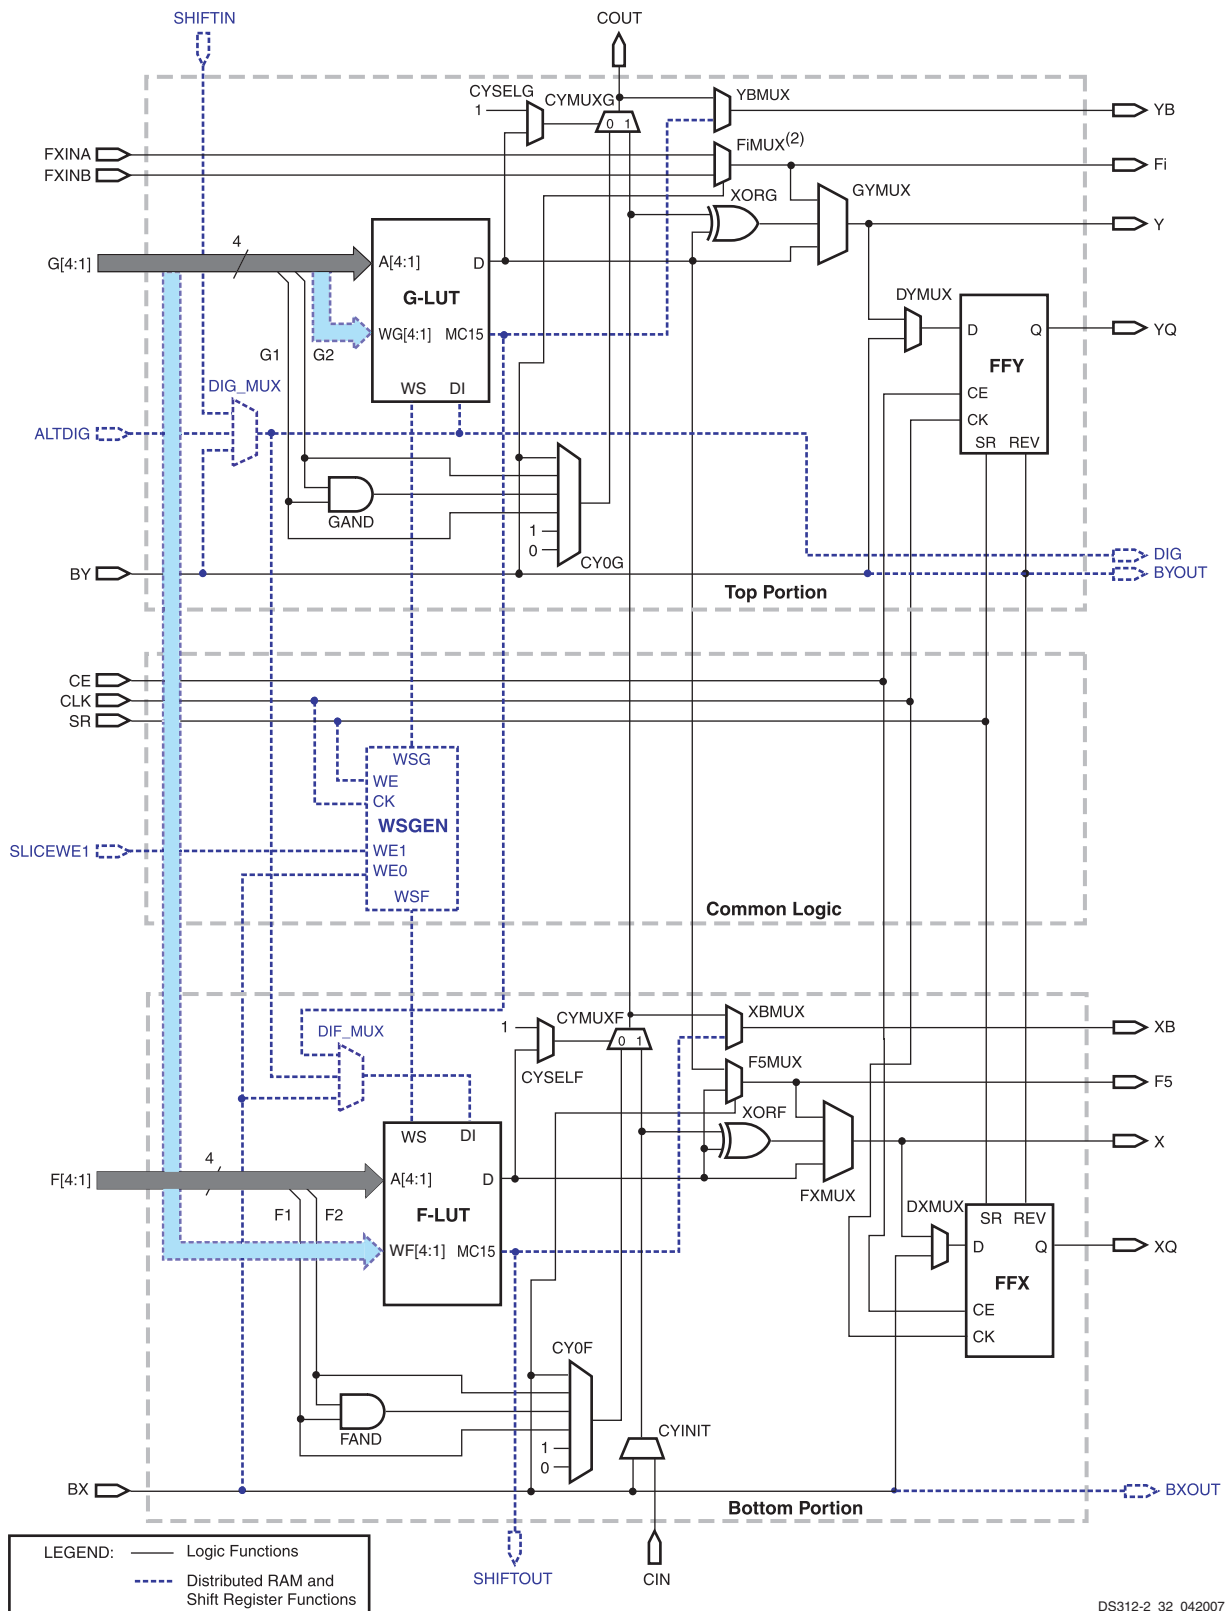 SHIFTIN
COUT
CYSELG
1
CYMUXG
0 1
YBMUX
YB
FXINA
FXINB
FiMUX(2)
Fi
XORG
GYMUX
Y
G[4:1]
4
A[4:1]
D
G-LUT
WG[4:1]
MC15
WS
DI
G1
G2
DYMUX
D
Q
FFY
CE
CK
SR
REV
YQ
DIG_MUX
ALTDIG
GAND
1
0
CY0G
DIG
BY
BYOUT
Top Portion
CE
CLK
SR
WSG
WE
CK
WSGEN
WE1
WE0
WSF
SLICEWE1
Common Logic
1
CYMUXF
0 1
XBMUX
XB
DIF_MUX
CYSELF
F5MUX
F5
XORF
X
WS
DI
F[4:1]
4
A[4:1]
D
F-LUT
WF[4:1]
MC15
F1
F2
FXMUX
DXMUX
SR
REV
D
Q
FFX
CE
CK
XQ
CY0F
FAND
1
0
CYINIT
BX
BXOUT
Bottom Portion
LEGEND:
Logic Functions
Distributed RAM and
Shift Register Functions
SHIFTOUT
CIN
DS312-2_32_042007